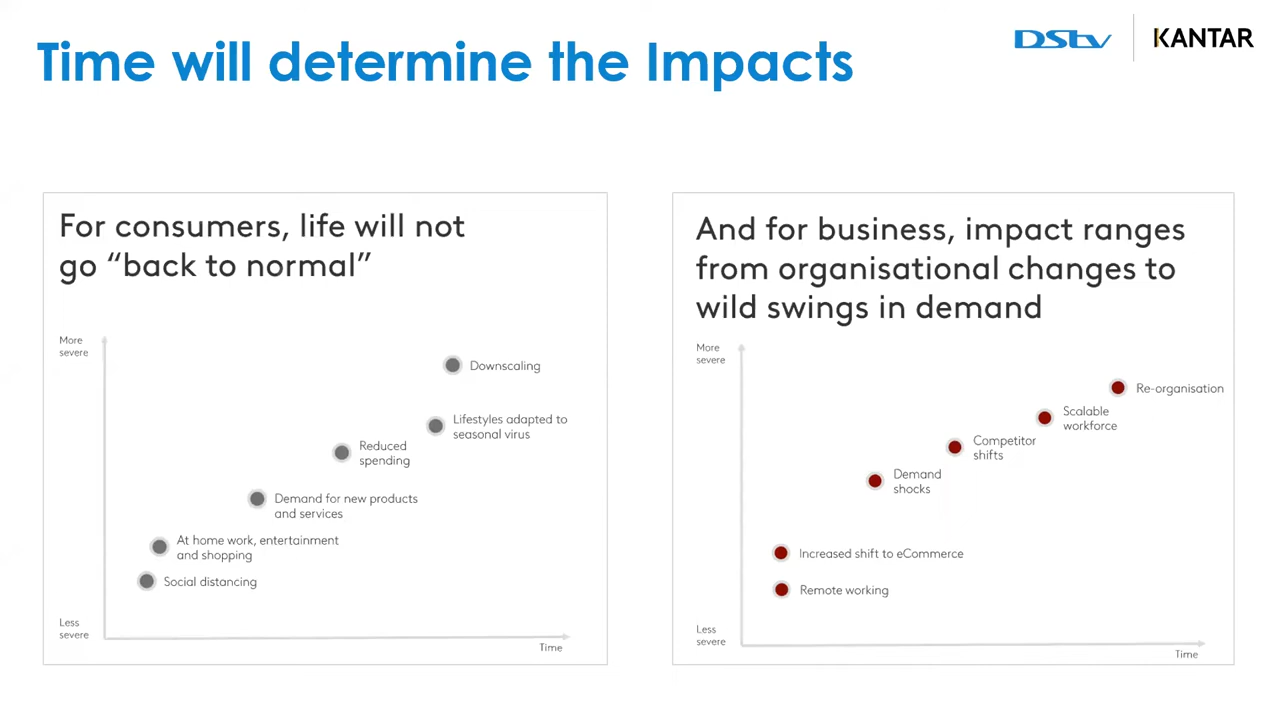 Time will determine the Impacts
DStv
KANTAR
For consumers, life will not
go “back to normal”
More
severe
Downscaling
Lifestyles adapted to
seasonal virus
Reduced
spending
Demand for new products
and services
At home work, entertainment
and shopping
Social distancing
Less
severe
Time
And for business, impact ranges
from organisational changes to
wild swings in demand
More
severe
Re-organisation
Scalable
workforce
Competitor
shifts
Demand
shocks
Increased shift to eCommerce
Remote working
Less
severe
Time